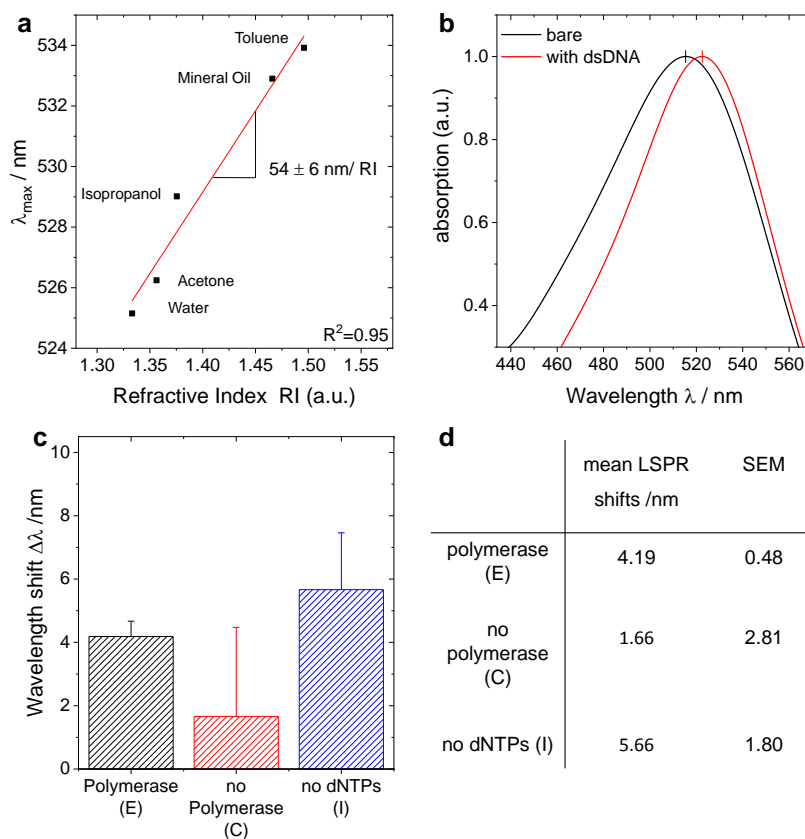 a
534
532
530
528
526
524
λmax / nm
Toluene
Mineral Oil
54 ± 6 nm/ RI
Isopropanol
Acetone
Water
R²=0.95
1.30 1.35 1.40 1.45 1.50 1.55
Refractive Index RI (a.u.)
b
bare
with dsDNA
1.0
0.8
0.6
0.4
absorption (a.u.)
440 460 480 500 520 540 560
Wavelength λ / nm
c
10
8
6
4
2
0
Wavelength shift Δλ /nm
Polymerase
(E)
no
Polymerase
(C)
no dNTPs
(I)
d
mean LSPR
shifts /nm
SEM
polymerase
(E)
4.19
0.48
no
polymerase
(C)
1.66
2.81
no dNTPs (I)
5.66
1.80